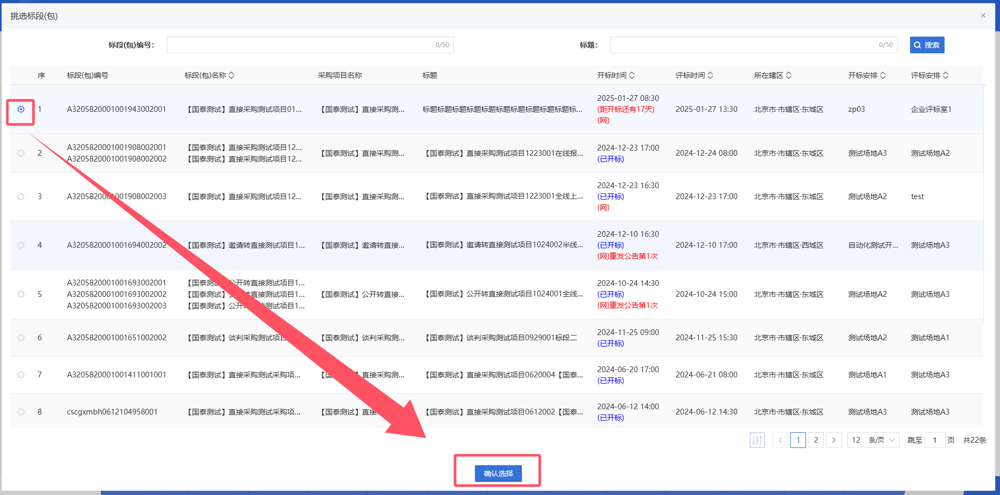 挑选标段(包)
标段(包)编号： 0/50 标题： 0/50 搜索
序 标段(包)编号 标段(包)名称 采购项目名称 标题 开标时间 评标时间 所在辖区 开标安排 评标安排
1 A3205820001001943002001 【国泰测试】直接采购测试项目01... 【国泰测试】直接采购测... 标题标题标题标题标题标题标题标题标题标题标... 2025-01-27 08:30 (距开标还有17天) (网) 2025-01-27 13:30 北京市·市辖区·东城区 zp03 企业评标室1
2 A3205820001001908002001 A3205820001001908002002 【国泰测试】直接采购测试项目12... 【国泰测试】直接采购测试项目12... 【国泰测试】直接采购测... 【国泰测试】直接采购测试项目1223001在线报... 2024-12-23 17:00 (已开标) 2024-12-24 08:00 北京市·市辖区·东城区 测试场地A3 测试场地A2
3 A3205820001001908002003 【国泰测试】直接采购测试项目12... 【国泰测试】直接采购测... 【国泰测试】直接采购测试项目1223001全线上... 2024-12-23 16:30 (已开标) (网) 2024-12-23 17:00 北京市·市辖区·东城区 测试场地A2 test
4 A3205820001001694002002 【国泰测试】邀请转直接测试项目1... 【国泰测试】邀请转直接... 【国泰测试】邀请转直接测试项目1024002半线... 2024-12-10 16:30 (已开标) (网)重发公告第1次 2024-12-10 17:00 北京市·市辖区·西城区 自动化测试开... 测试场地A3
5 A3205820001001693002001 A3205820001001693002002 A3205820001001693002003 【国泰测试】公开转直接测试项目1... 【国泰测试】公开转直接测试项目1... 【国泰测试】公开转直接测试项目1... 【国泰测试】公开转直接... 【国泰测试】公开转直接测试项目1024001全线... 2024-10-24 14:30 (已开标) (网)重发公告第1次 2024-10-24 15:00 北京市·市辖区·东城区 测试场地A2 测试场地A3
6 A3205820001001651002002 【国泰测试】谈判采购测试项目 【国泰测试】谈判采购测... 【国泰测试】谈判采购测试项目0929001标段二 2024-11-25 09:00 (已开标) 2024-11-25 15:30 北京市·市辖区·东城区 测试场地A2 测试场地A1
7 A3205820001001411001001 【国泰测试】直接采购测试采购项... 【国泰测试】直接采购测... 【国泰测试】直接采购测试项目0620004【国泰... 2024-06-20 17:00 (已开标) 2024-06-21 08:00 北京市·市辖区·东城区 测试场地A1 测试场地A3
8 cscgxmbh0612104958001 【国泰测试】直接采购测试采购项... 【国泰测试】直接 【国泰测试】直接采购测试项目0612002【国泰... 2024-06-12 14:00 (已开标) 2024-06-12 14:30 北京市·市辖区·东城区 测试场地A3 测试场地A3
1 2 12 条/页 跳至 1 页 共22条
确认选择